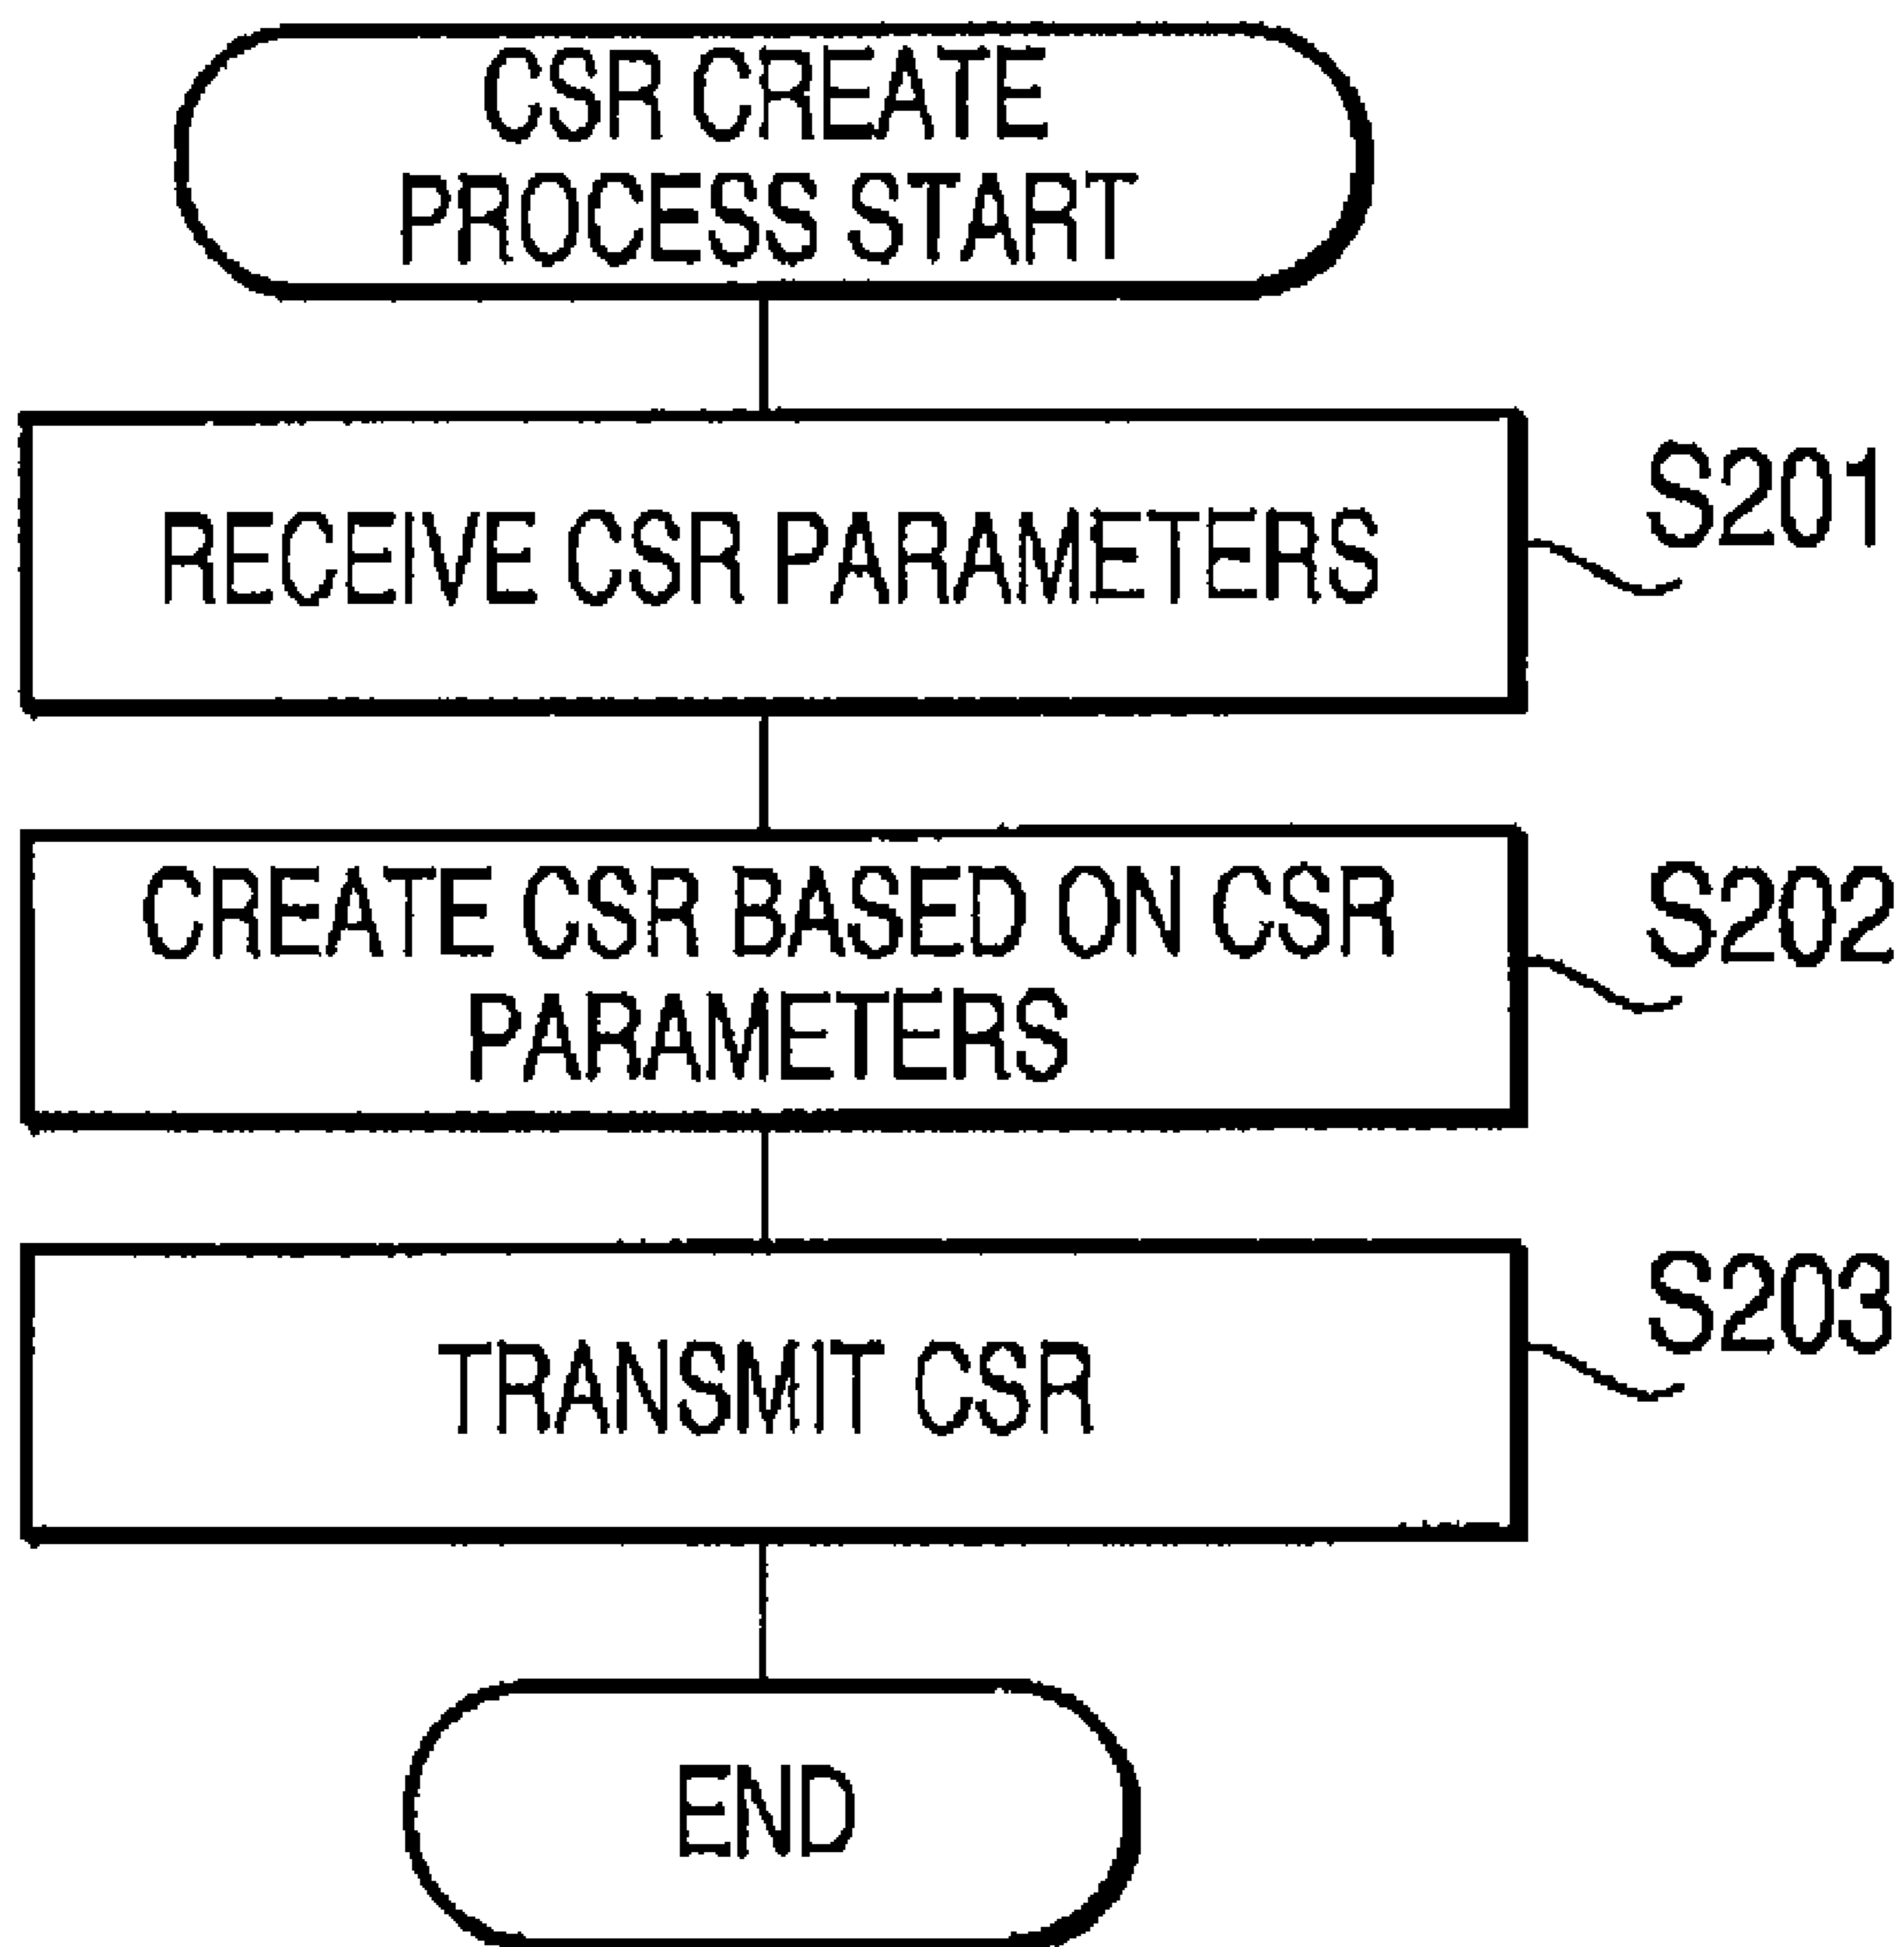 CSR CREATE
PROCESS START
RECEIVE CSR PARAMETERS
S201
CREATE CSR BASED ON CSR
PARAMETERS
S202
TRANSMIT CSR
S203
END